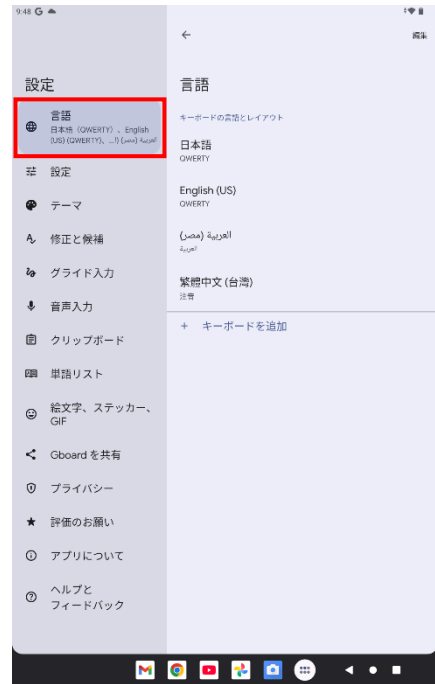 9:48 G
編集
設定
言語
日本語（QWERTY）、English
(US) (QWERTY)、...ا) (مصر) العربية
設定
テーマ
修正と候補
グライド入力
音声入力
クリップボード
単語リスト
絵文字、ステッカー、
GIF
Gboard を共有
プライバシー
評価のお願い
アプリについて
ヘルプと
フィードバック
言語
キーボードの言語とレイアウト
日本語
QWERTY
English (US)
QWERTY
العربية (مصر)
العربية
繁體中文 (台灣)
注音
+ キーボードを追加